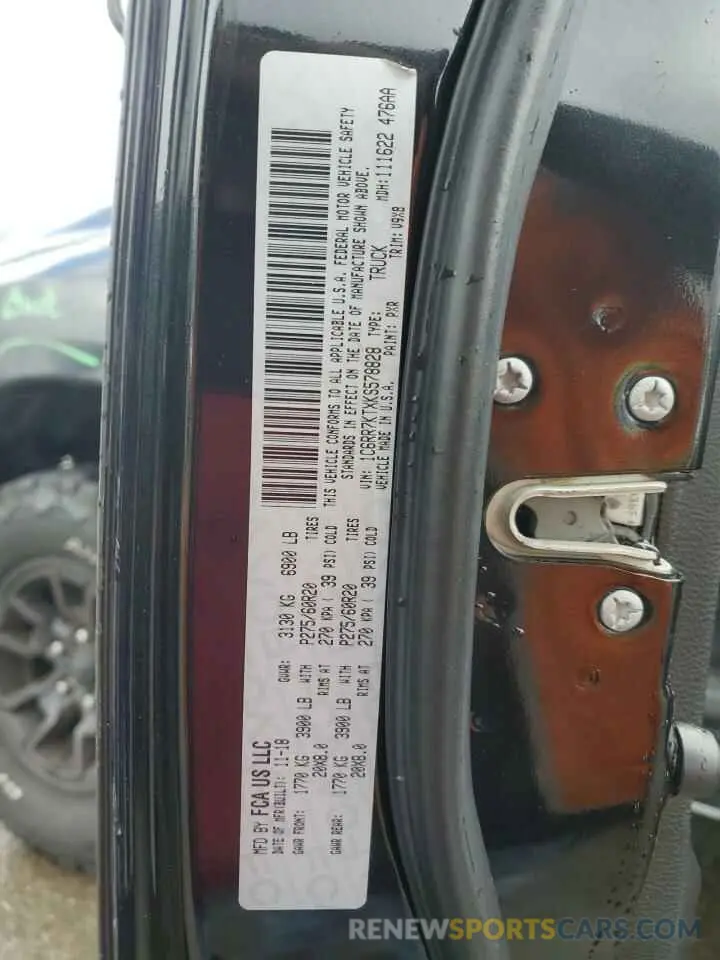 MFD BY FCA US LLC
DATE OF MFR(BUILT): 11-18 GVWR: 3130 KG 6900 LB
GAWR FRONT: 1770 KG 3900 LB WITH P275/60R20 TIRES
20X8.0 RIMS AT 270 KPA ( 39 PSI) COLD
GAWR REAR: 1770 KG 3900 LB WITH P275/60R20 TIRES
20X8.0 RIMS AT 270 KPA ( 39 PSI) COLD
THIS VEHICLE CONFORMS TO ALL APPLICABLE U.S.A. FEDERAL MOTOR VEHICLE SAFETY
STANDARDS IN EFFECT ON THE DATE OF MANUFACTURE SHOWN ABOVE.
VIN: 1C6RR7KTXKS578828 TYPE: TRUCK MDH:111622 476AA
VEHICLE MADE IN U.S.A. PAINT: PXR TRIM: V9X8
RENEWSPORTSCARS.COM